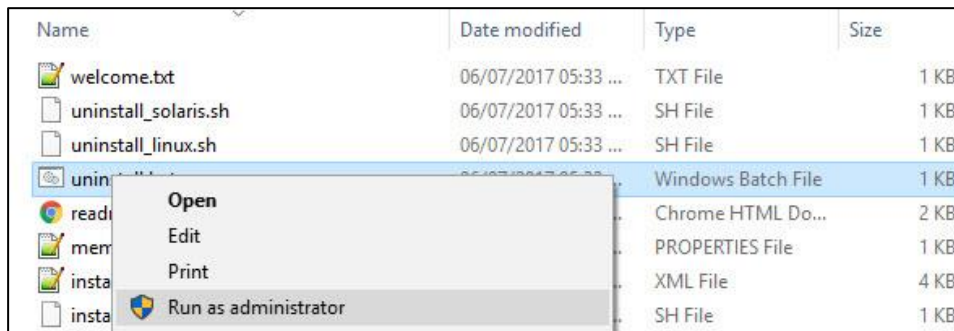 Name Date modified Type Size
welcome.txt 06/07/2017 05:33 ... TXT File 1 KB
uninstall_solaris.sh 06/07/2017 05:33 ... SH File 1 KB
uninstall_linux.sh 06/07/2017 05:33 ... SH File 1 KB
Windows Batch File 1 KB
Open
Chrome HTML Do... 2 KB
Edit
PROPERTIES File 1 KB
Print
XML File 4 KB
Run as administrator
SH File 1 KB